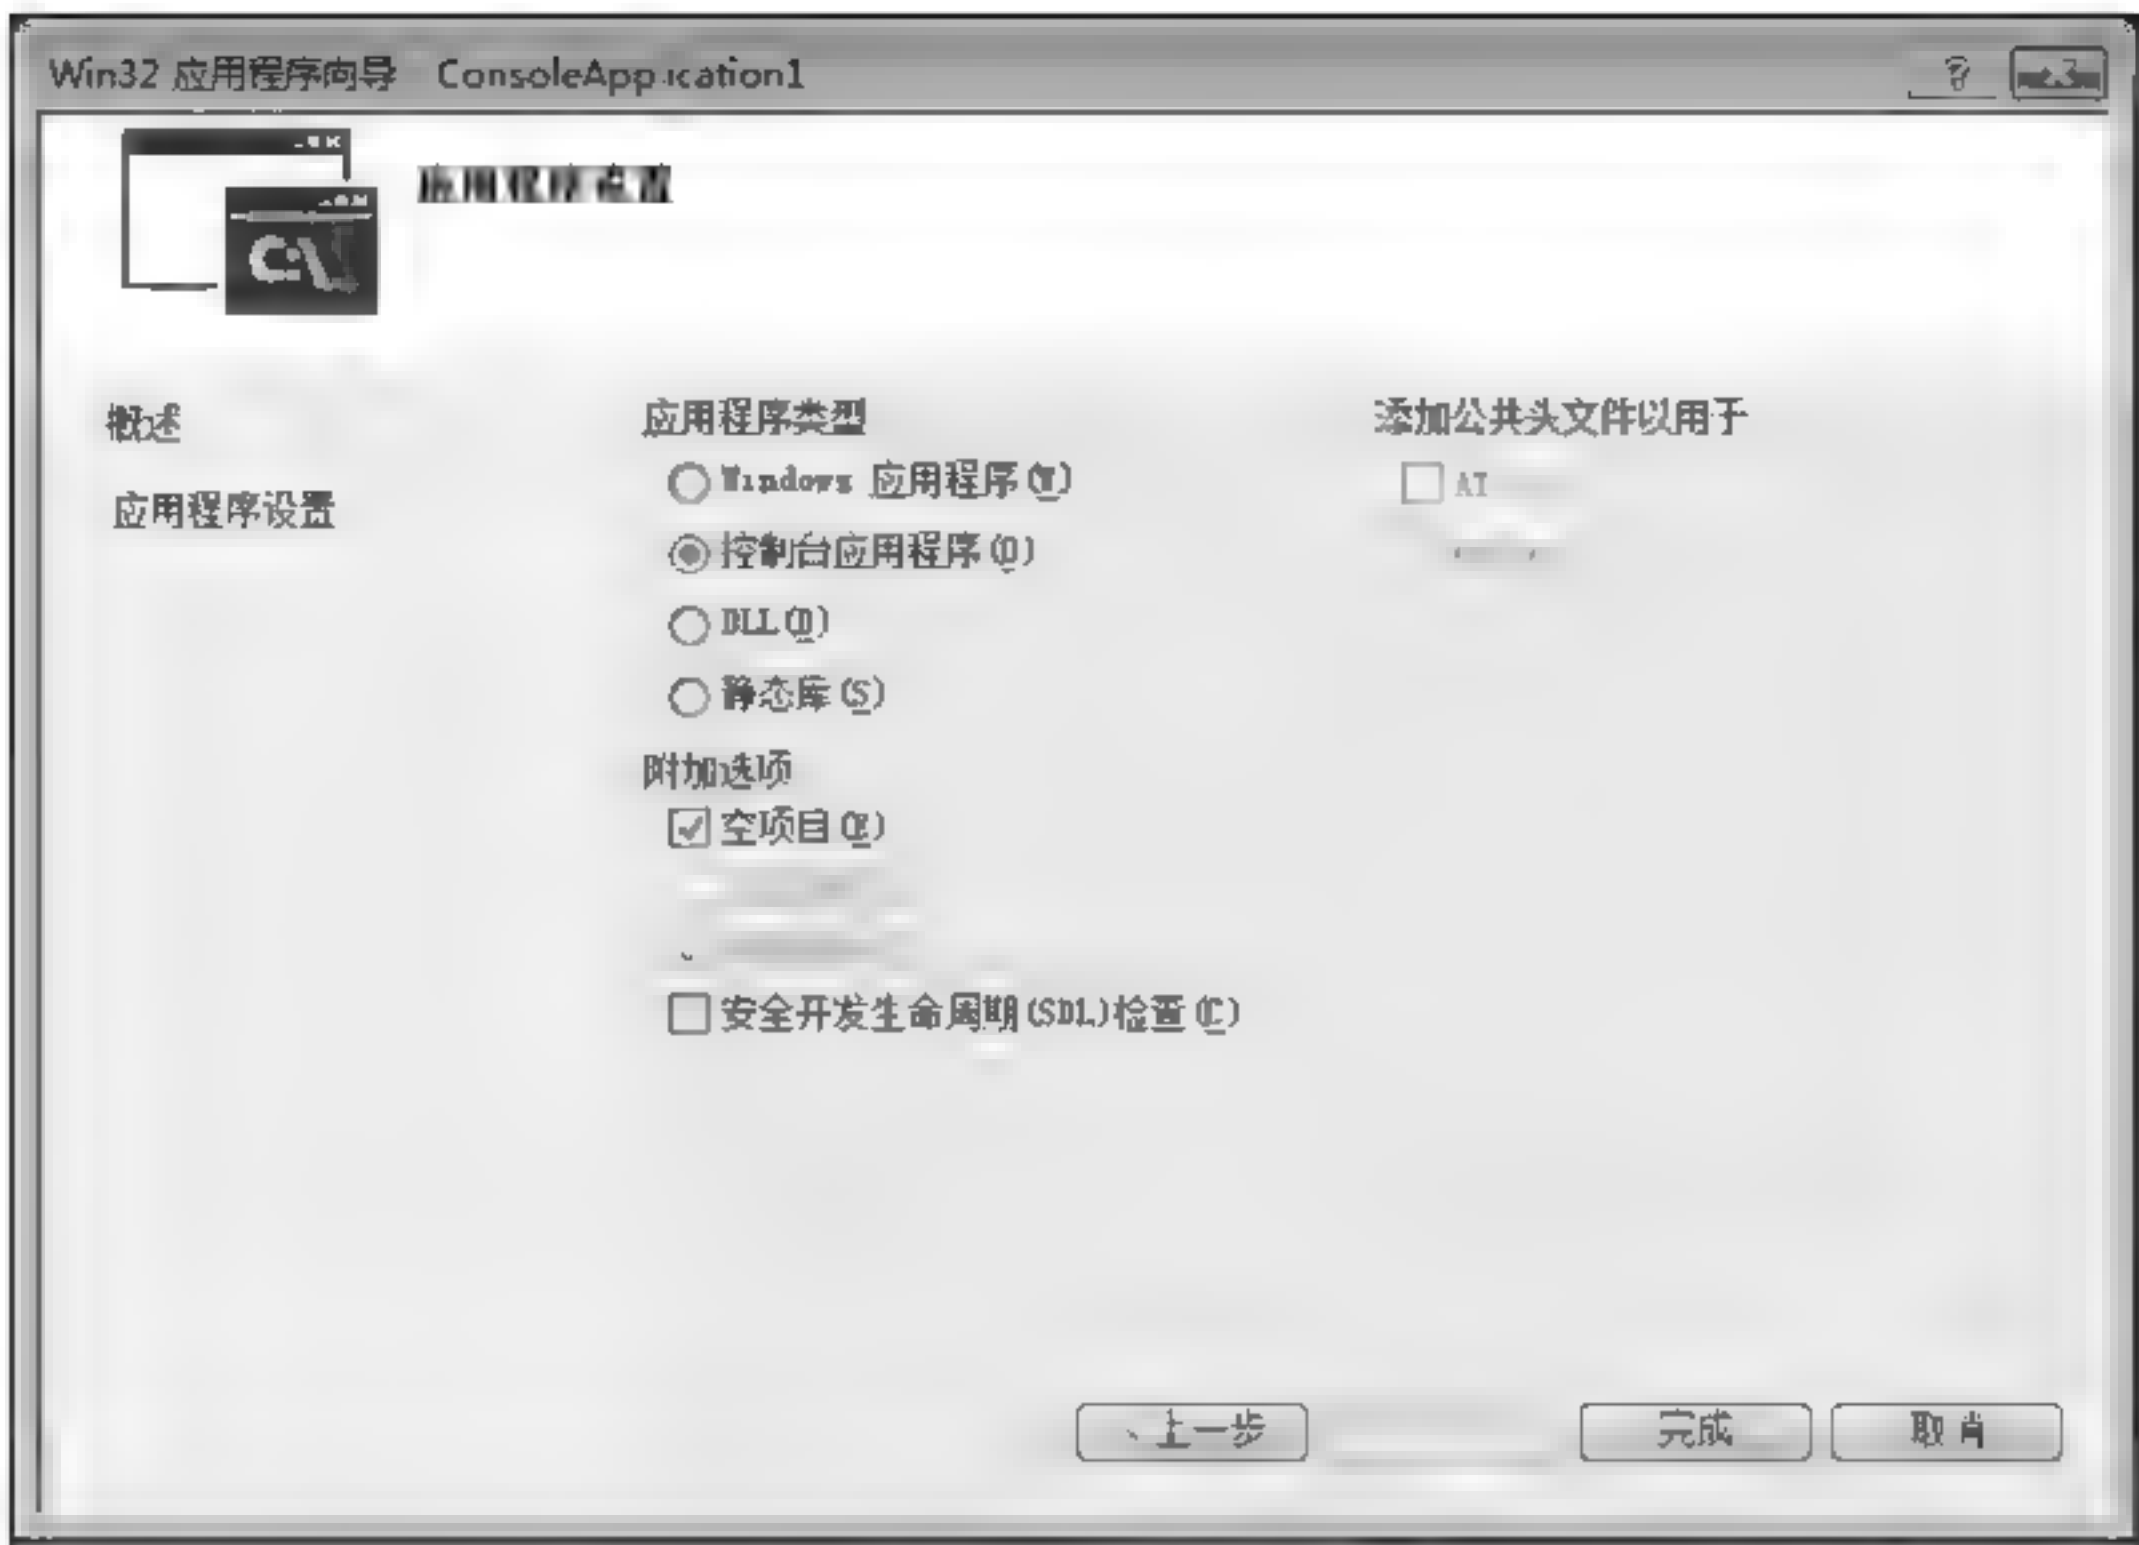 Win32 应用程序向导 ConsoleApplication1
应用程序设置
概述
应用程序设置
应用程序类型
Windows 应用程序(W)
控制台应用程序(O)
DLL(D)
静态库(S)
附加选项
空项目(E)
安全开发生命周期(SDL)检查(C)
添加公共头文件以用于
上一步
完成
取消